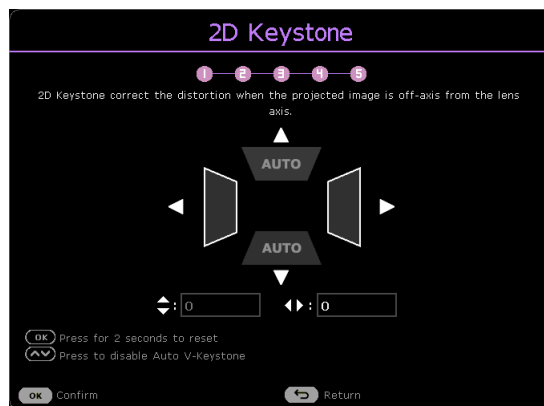 2D Keystone
1 2 3 4 5
2D Keystone correct the distortion when the projected image is off-axis from the lens
axis.
AUTO
AUTO
: 0 : 0
OK Press for 2 seconds to reset
Press to disable Auto V-Keystone
OK Confirm Return